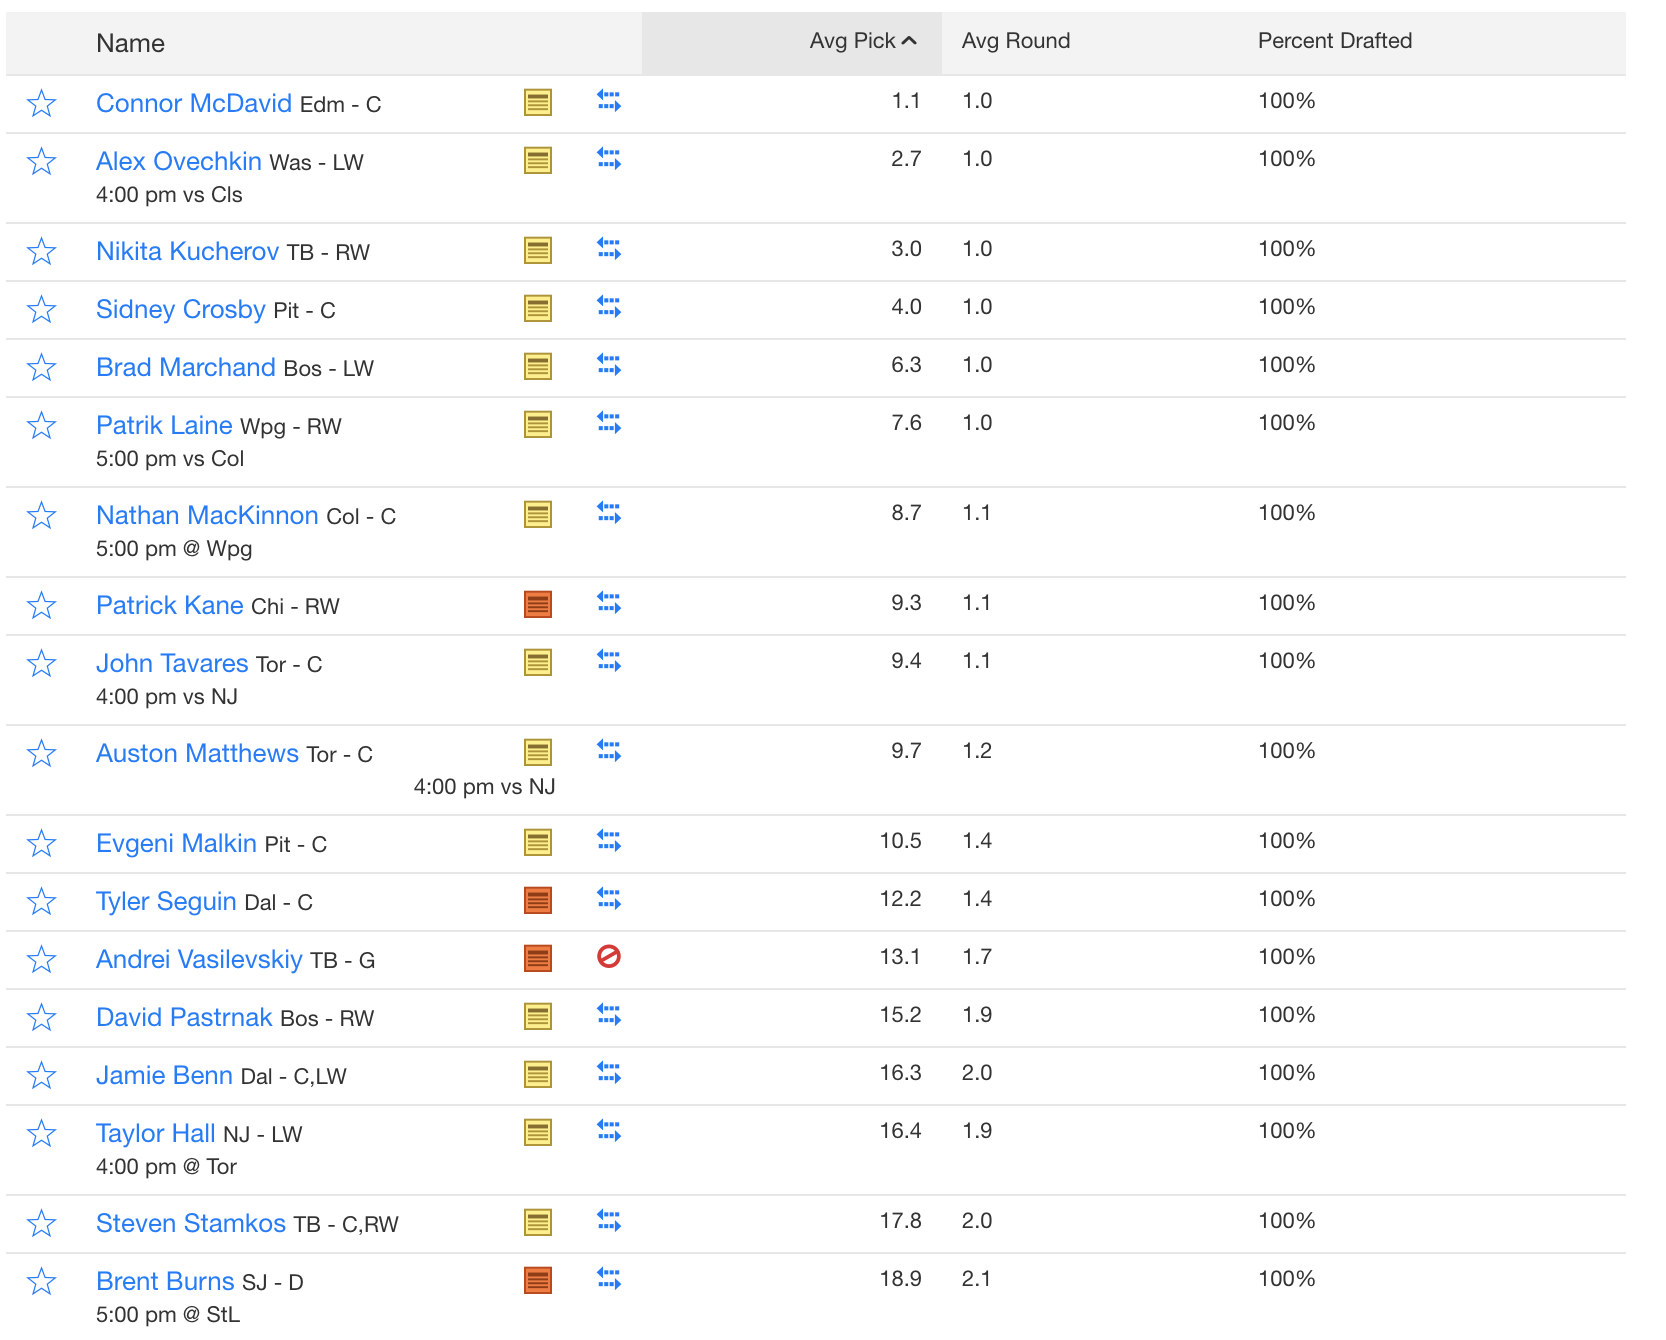 Name Avg Pick Avg Round Percent Drafted
Connor McDavid Edm - C 1.1 1.0 100%
Alex Ovechkin Was - LW 2.7 1.0 100%
4:00 pm vs Cls
Nikita Kucherov TB - RW 3.0 1.0 100%
Sidney Crosby Pit - C 4.0 1.0 100%
Brad Marchand Bos - LW 6.3 1.0 100%
Patrik Laine Wpg - RW 7.6 1.0 100%
5:00 pm vs Col
Nathan MacKinnon Col - C 8.7 1.1 100%
5:00 pm @ Wpg
Patrick Kane Chi - RW 9.3 1.1 100%
John Tavares Tor - C 9.4 1.1 100%
4:00 pm vs NJ
Auston Matthews Tor - C 9.7 1.2 100%
4:00 pm vs NJ
Evgeni Malkin Pit - C 10.5 1.4 100%
Tyler Seguin Dal - C 12.2 1.4 100%
Andrei Vasilevskiy TB - G 13.1 1.7 100%
David Pastrnak Bos - RW 15.2 1.9 100%
Jamie Benn Dal - C,LW 16.3 2.0 100%
Taylor Hall NJ - LW 16.4 1.9 100%
4:00 pm @ Tor
Steven Stamkos TB - C,RW 17.8 2.0 100%
Brent Burns SJ - D 18.9 2.1 100%
5:00 pm @ StL